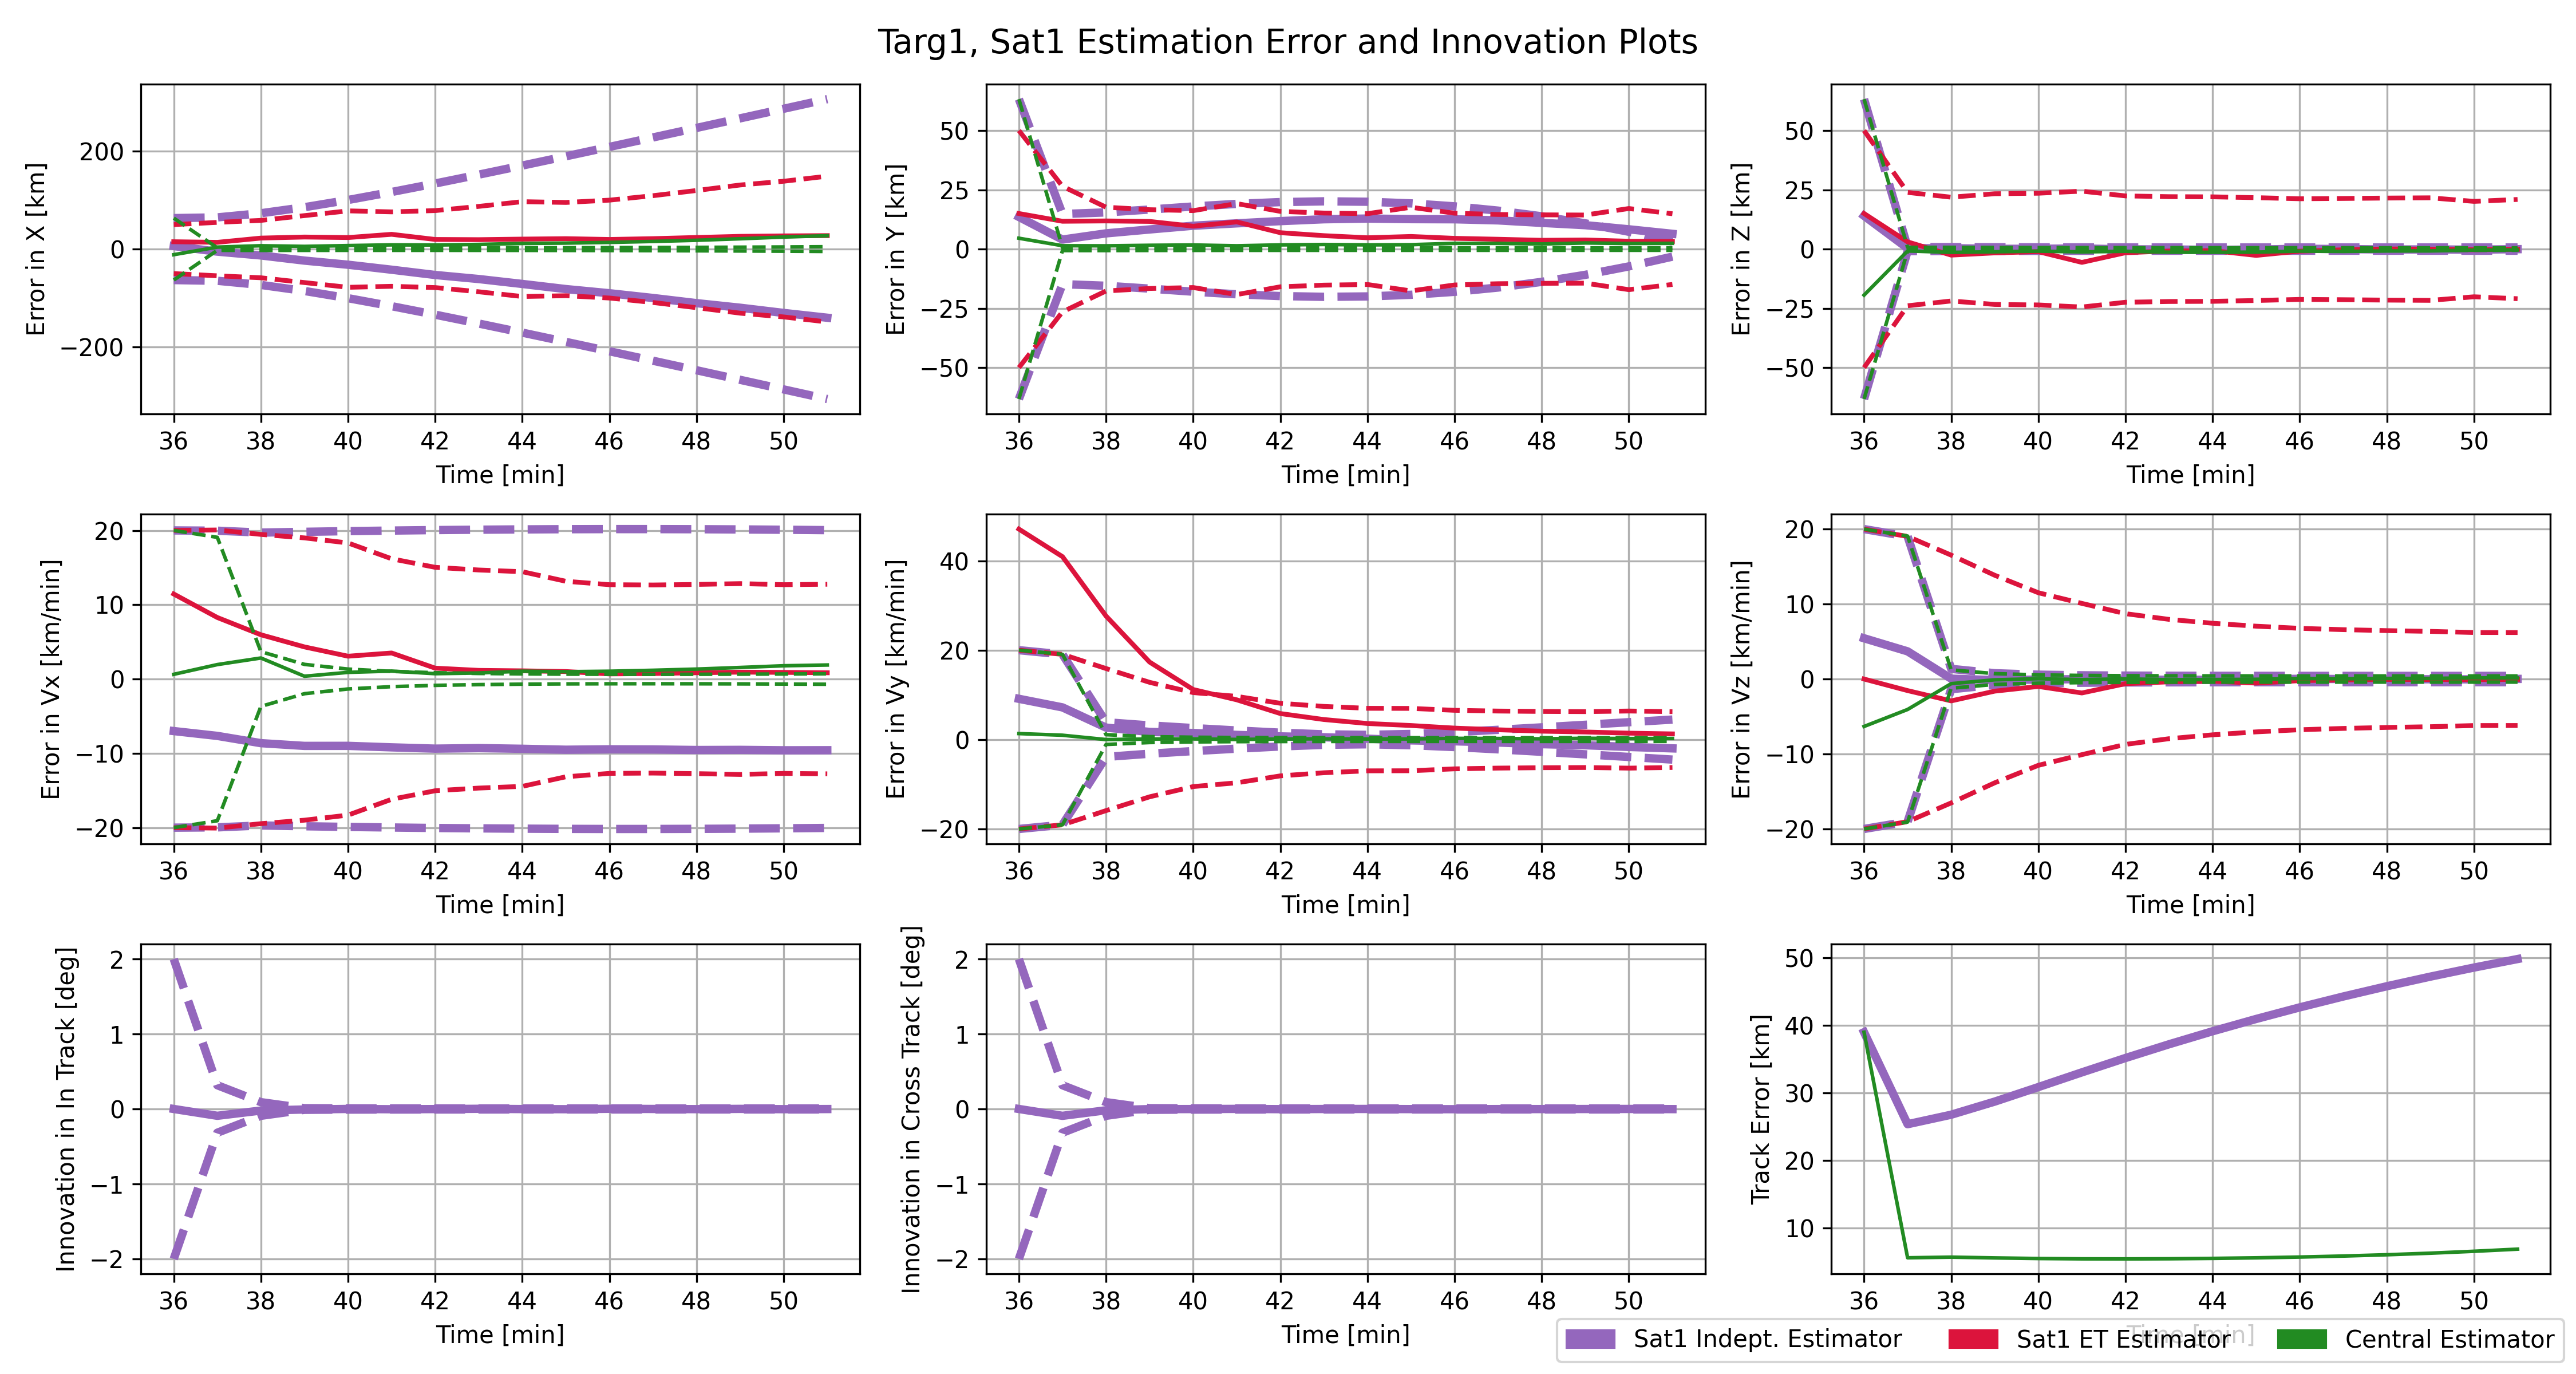 Targ1, Sat1 Estimation Error and Innovation Plots
Error in X [km]
200
0
−200
36 38 40 42 44 46 48 50
Time [min]
Error in Y [km]
50
25
0
−25
−50
36 38 40 42 44 46 48 50
Time [min]
Error in Z [km]
50
25
0
−25
−50
36 38 40 42 44 46 48 50
Time [min]
Error in Vx [km/min]
20
10
0
−10
−20
36 38 40 42 44 46 48 50
Time [min]
Error in Vy [km/min]
40
20
0
−20
36 38 40 42 44 46 48 50
Time [min]
Error in Vz [km/min]
20
10
0
−10
−20
36 38 40 42 44 46 48 50
Time [min]
Innovation in In Track [deg]
2
1
0
−1
−2
36 38 40 42 44 46 48 50
Time [min]
Innovation in Cross Track [deg]
2
1
0
−1
−2
36 38 40 42 44 46 48 50
Time [min]
Track Error [km]
50
40
30
20
10
36 38 40 42 44 46 48 50
Time [min]
Sat1 Indept. Estimator Sat1 ET Estimator Central Estimator